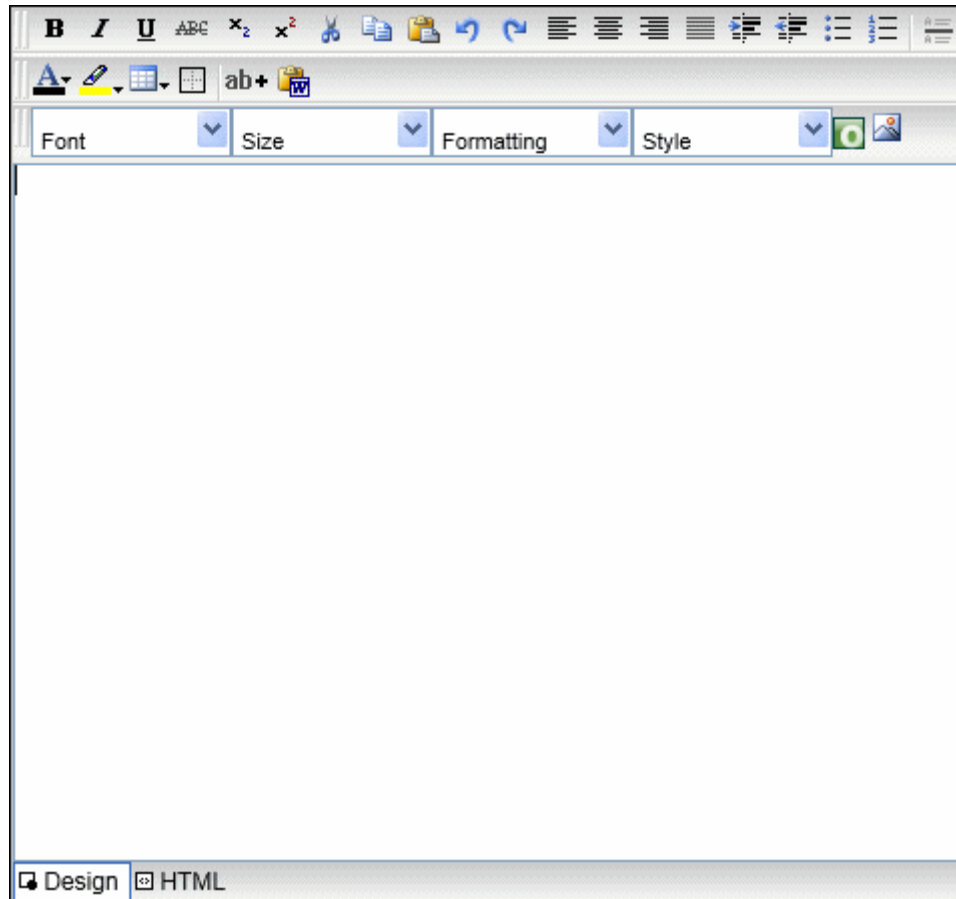 B I U ABC x₂ x²
A ab+ W
Font Size Formatting Style O
Design HTML